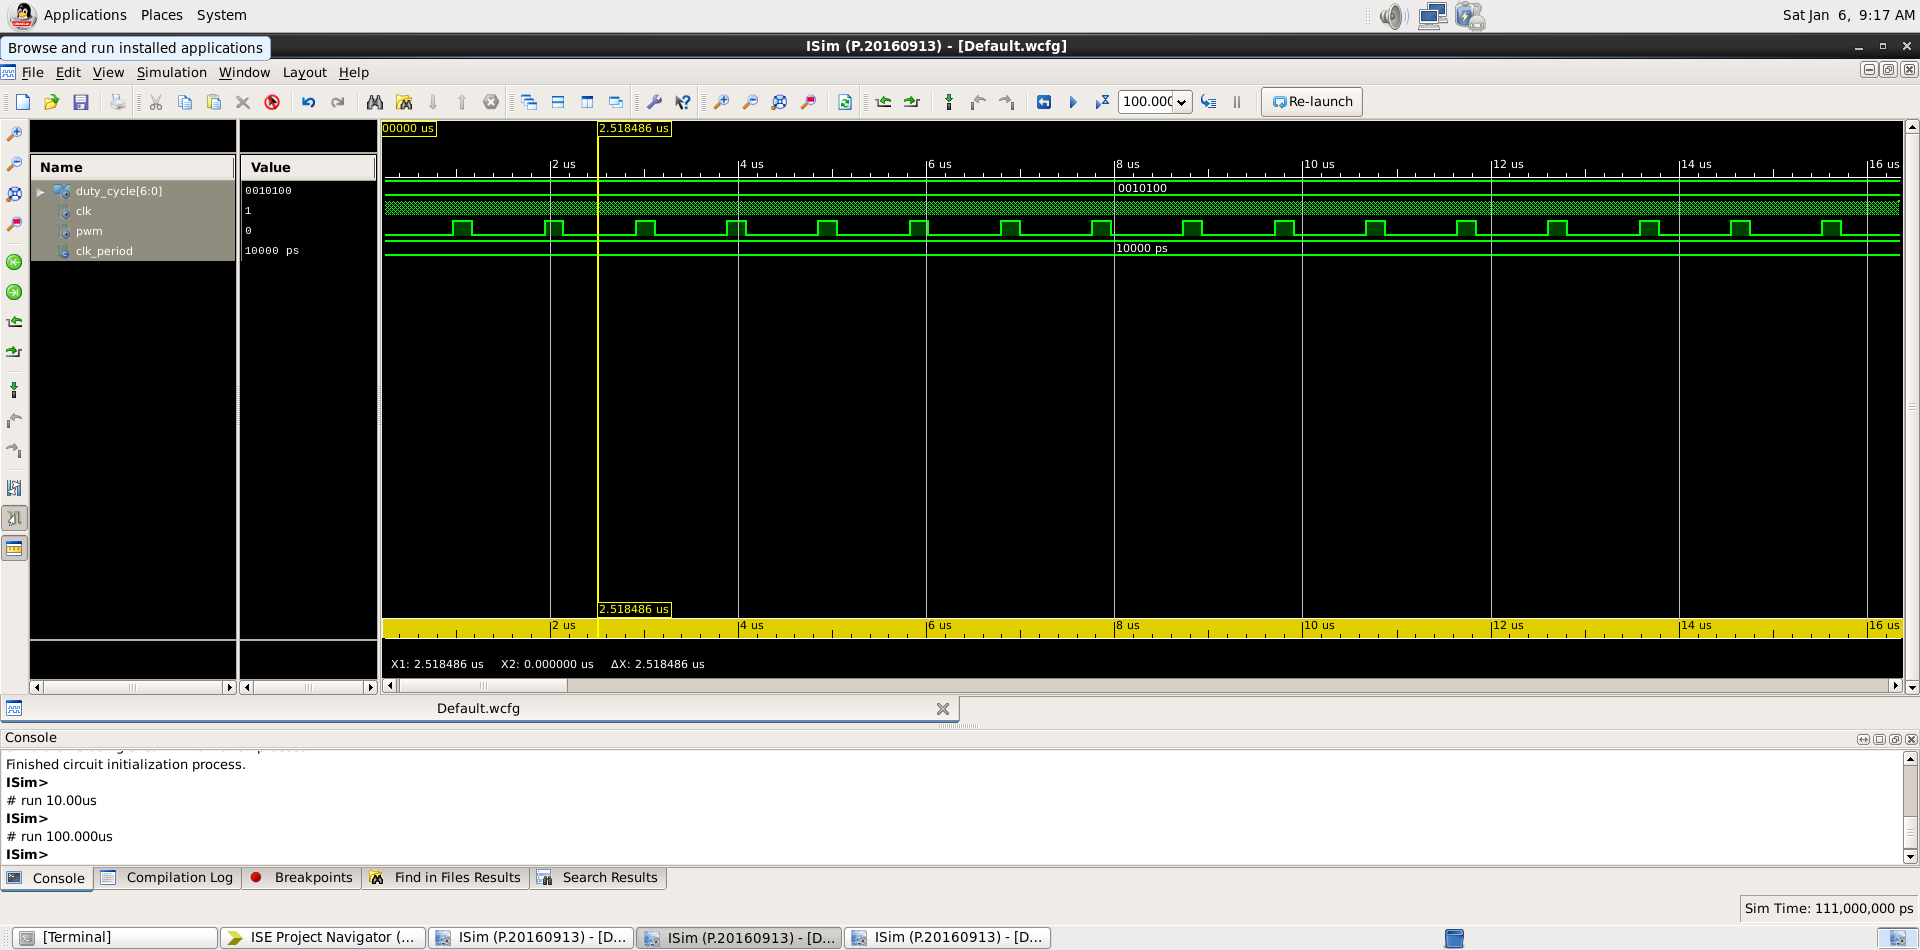 Applications Places System Sat Jan 6, 9:17 AM
Browse and run installed applications
ISim (P.20160913) - [Default.wcfg]
File Edit View Simulation Window Layout Help
100.000 Re-launch
00000 us 2.518486 us
2 us 4 us 6 us 8 us 10 us 12 us 14 us 16 us
Name Value
duty_cycle[6:0] 0010100 0010100
clk 1
pwm 0
clk_period 10000 ps 10000 ps
2.518486 us
2 us 4 us 6 us 8 us 10 us 12 us 14 us 16 us
X1: 2.518486 us X2: 0.000000 us ΔX: 2.518486 us
Default.wcfg
Console
Finished circuit initialization process.
ISim>
# run 10.00us
ISim>
# run 100.000us
ISim>
Console Compilation Log Breakpoints Find in Files Results Search Results
Sim Time: 111,000,000 ps
[Terminal] ISE Project Navigator (... ISim (P.20160913) - [D... ISim (P.20160913) - [D... ISim (P.20160913) - [D...